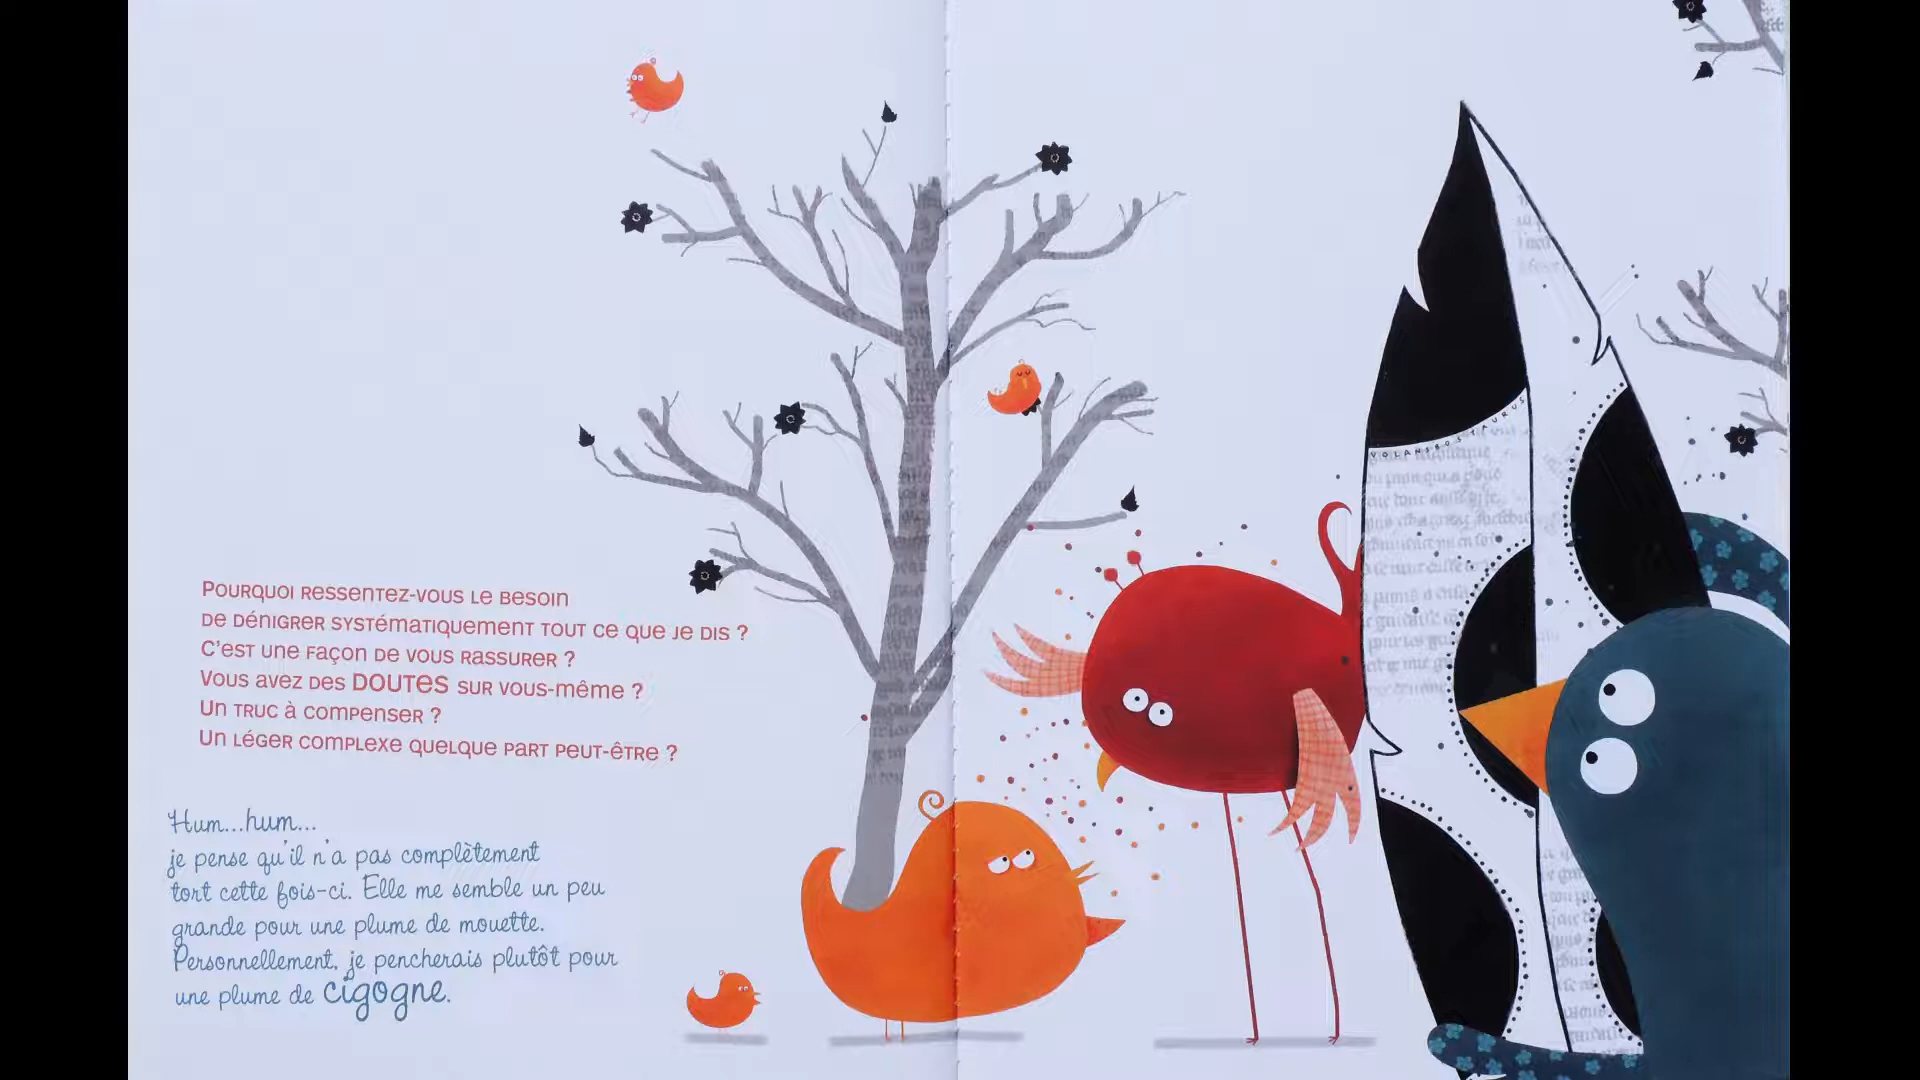 Pourquoi ressentez-vous le besoin
de dénigrer systématiquement tout ce que je dis ?
C'est une façon de vous rassurer ?
Vous avez des doutes sur vous-même ?
Un truc à compenser ?
Un léger complexe quelque part peut-être ?
Hum...hum...
je pense qu'il n'a pas complètement
tort cette fois-ci. Elle me semble un peu
grande pour une plume de mouette.
Personnellement, je pencherais plutôt pour
une plume de cigogne.